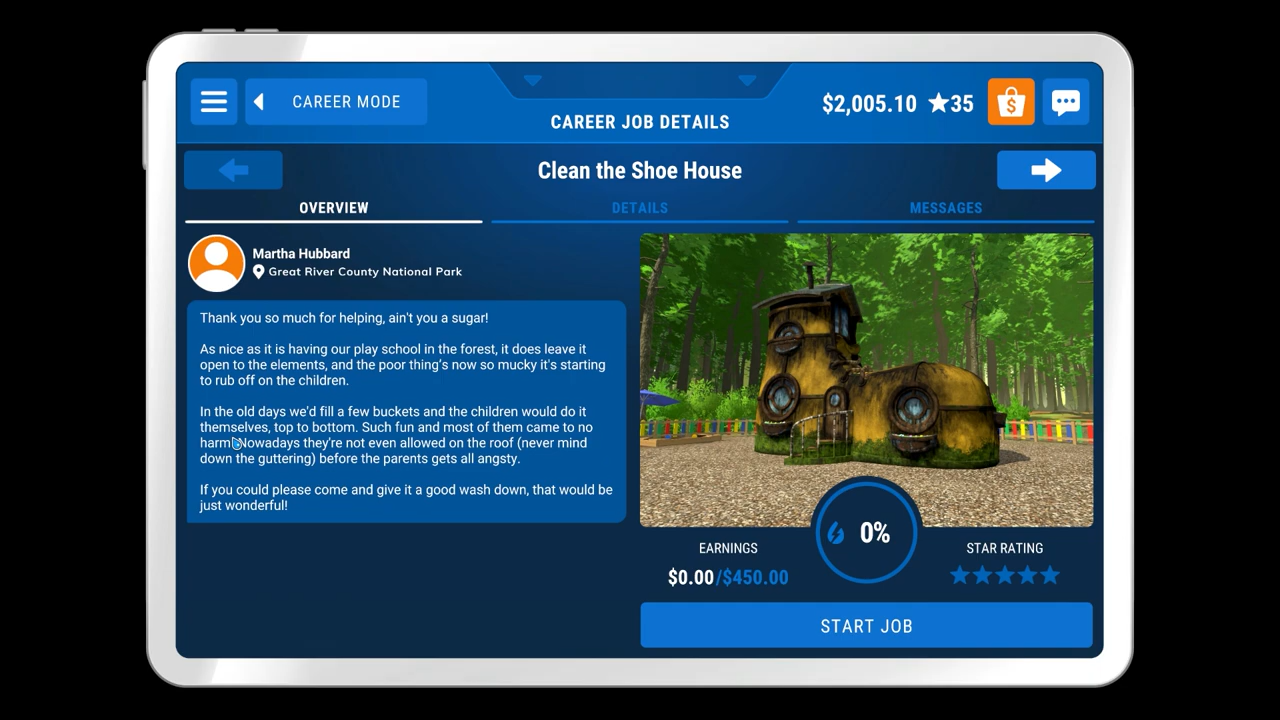 CAREER MODE
$2,005.10 ★35
CAREER JOB DETAILS
Clean the Shoe House
OVERVIEW
DETAILS
MESSAGES
Martha Hubbard
Great River County National Park
Thank you so much for helping, ain't you a sugar!
As nice as it is having our play school in the forest, it does leave it
open to the elements, and the poor thing's now so mucky it's starting
to rub off on the children.
In the old days we'd fill a few buckets and the children would do it
themselves, top to bottom. Such fun and most of them came to no
harm Nowadays they're not even allowed on the roof (never mind
down the guttering) before the parents gets all angsty.
If you could please come and give it a good wash down, that would be
just wonderful!
EARNINGS
$0.00/$450.00
0%
STAR RATING
START JOB